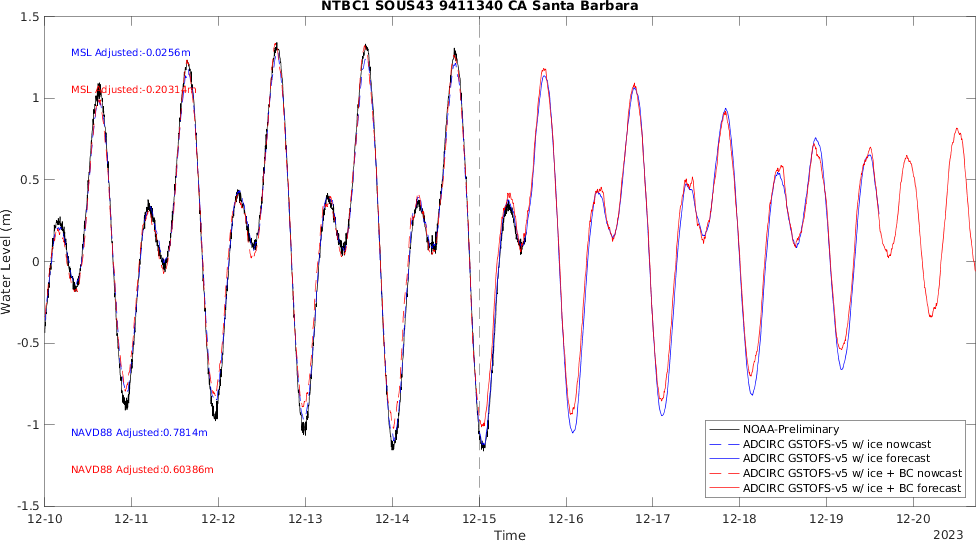 NTBC1 SOUS43 9411340 CA Santa Barbara
1.5
1
0.5
0
-0.5
-1
-1.5
Water Level (m)
MSL Adjusted:-0.0256m
MSL Adjusted:-0.20314m
NAVD88 Adjusted:0.7814m
NAVD88 Adjusted:0.60386m
NOAA-Preliminary
ADCIRC GSTOFS-v5 w/ ice nowcast
ADCIRC GSTOFS-v5 w/ ice forecast
ADCIRC GSTOFS-v5 w/ ice + BC nowcast
ADCIRC GSTOFS-v5 w/ ice + BC forecast
12-10 12-11 12-12 12-13 12-14 12-15 12-16 12-17 12-18 12-19 12-20
Time
2023